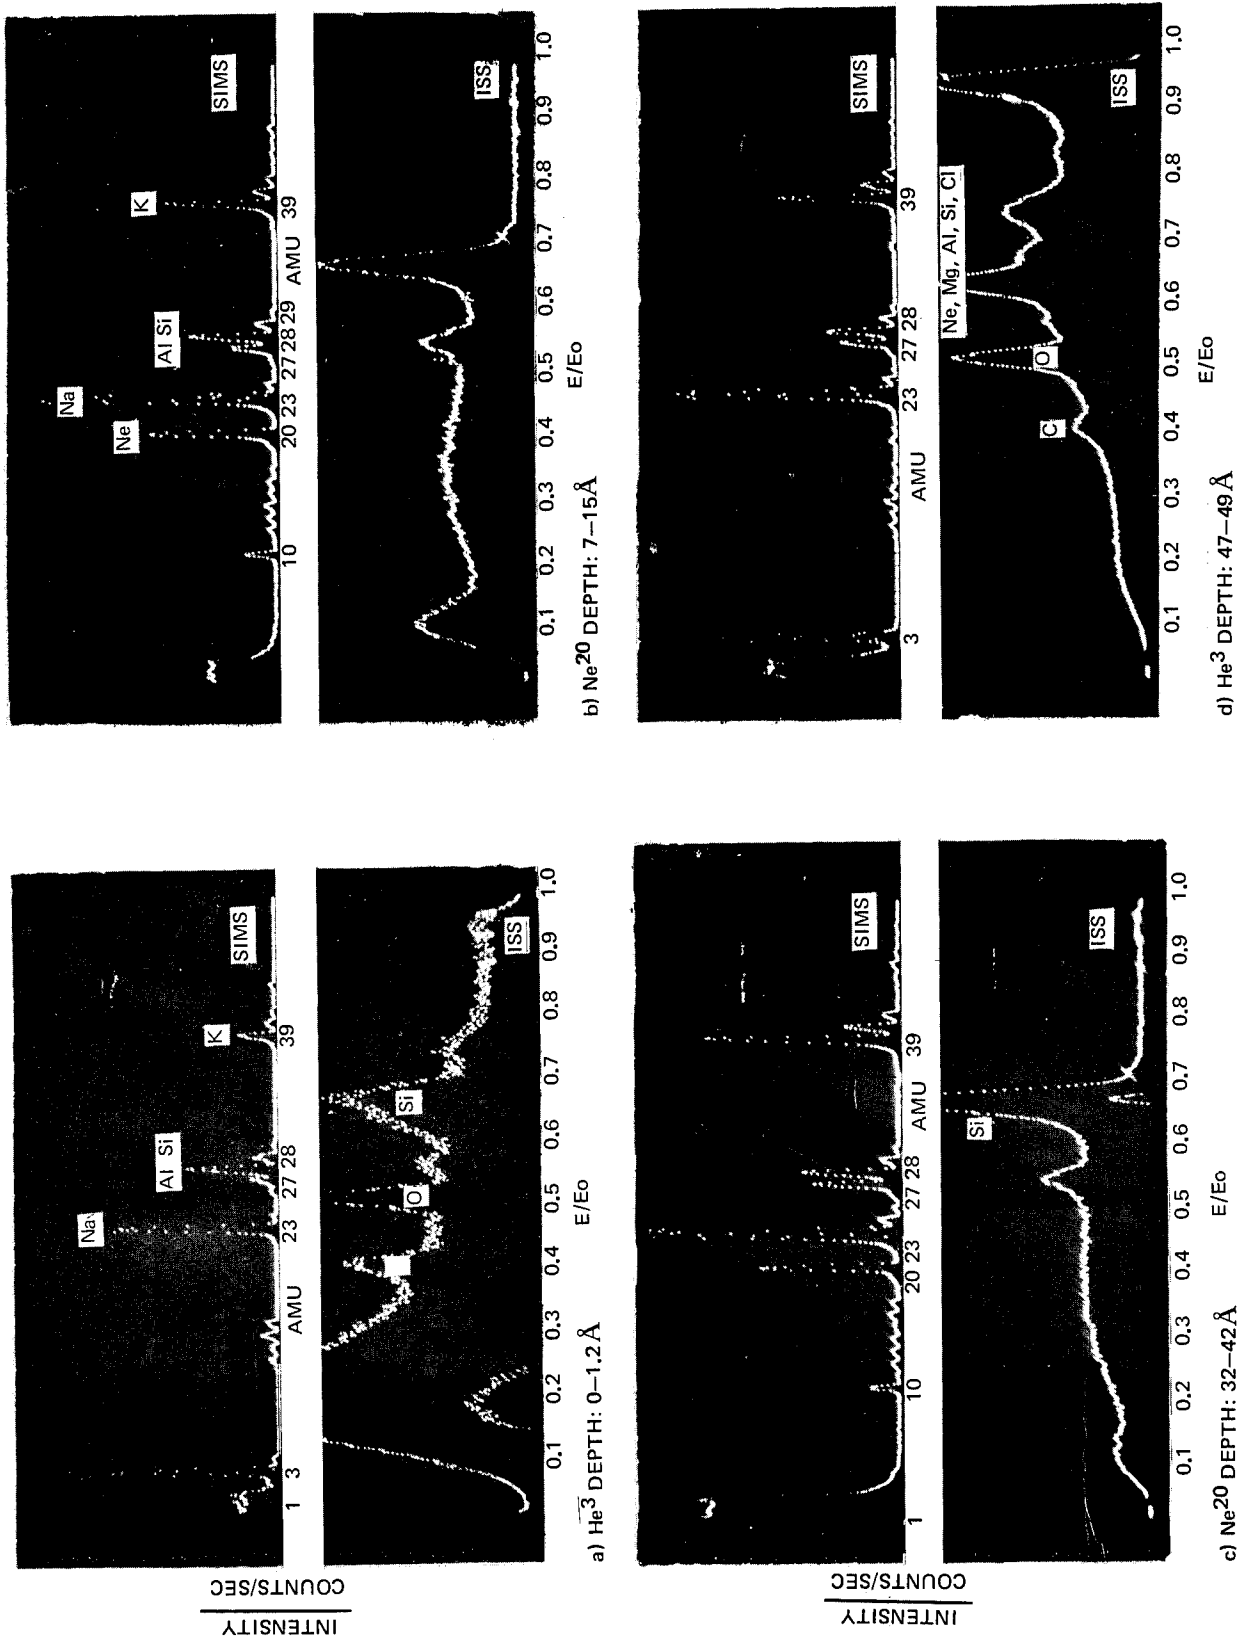 INTENSITY
COUNTS/SEC
Na
Al Si
K
SIMS
1 3 AMU 23 27 28 39
Si
O
ISS
0.1 0.2 0.3 0.4 0.5 0.6 0.7 0.8 0.9 1.0
E/Eo
a) He3 DEPTH: 0–1.2Å
Ne
Na
Al Si
K
SIMS
10 20 23 27 28 29 AMU 39
ISS
0.1 0.2 0.3 0.4 0.5 0.6 0.7 0.8 0.9 1.0
E/Eo
b) Ne20 DEPTH: 7–15Å
INTENSITY
COUNTS/SEC
SIMS
1 10 20 23 27 28 AMU 39
Si
ISS
0.1 0.2 0.3 0.4 0.5 0.6 0.7 0.8 0.9 1.0
E/Eo
c) Ne20 DEPTH: 32–42Å
SIMS
3 AMU 23 27 28 39
Ne, Mg, Al, Si, Cl
C
O
ISS
0.1 0.2 0.3 0.4 0.5 0.6 0.7 0.8 0.9 1.0
E/Eo
d) He3 DEPTH: 47–49Å